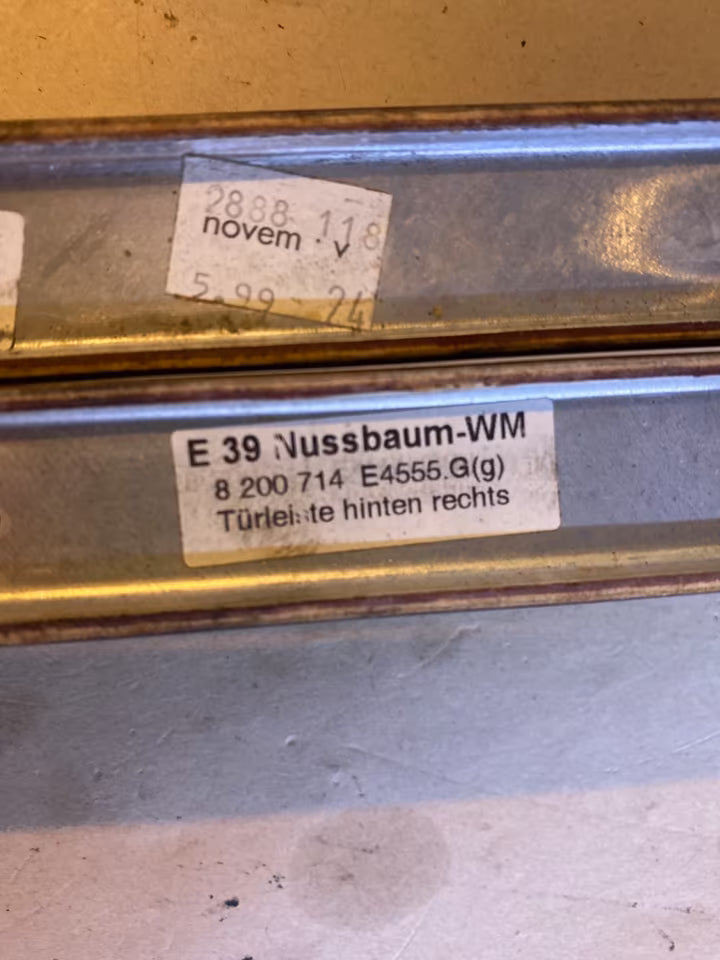 2888 118
novem v
5.99 24
E 39 Nussbaum-WM
8 200 714 E4555.G(g)
Türleiste hinten rechts